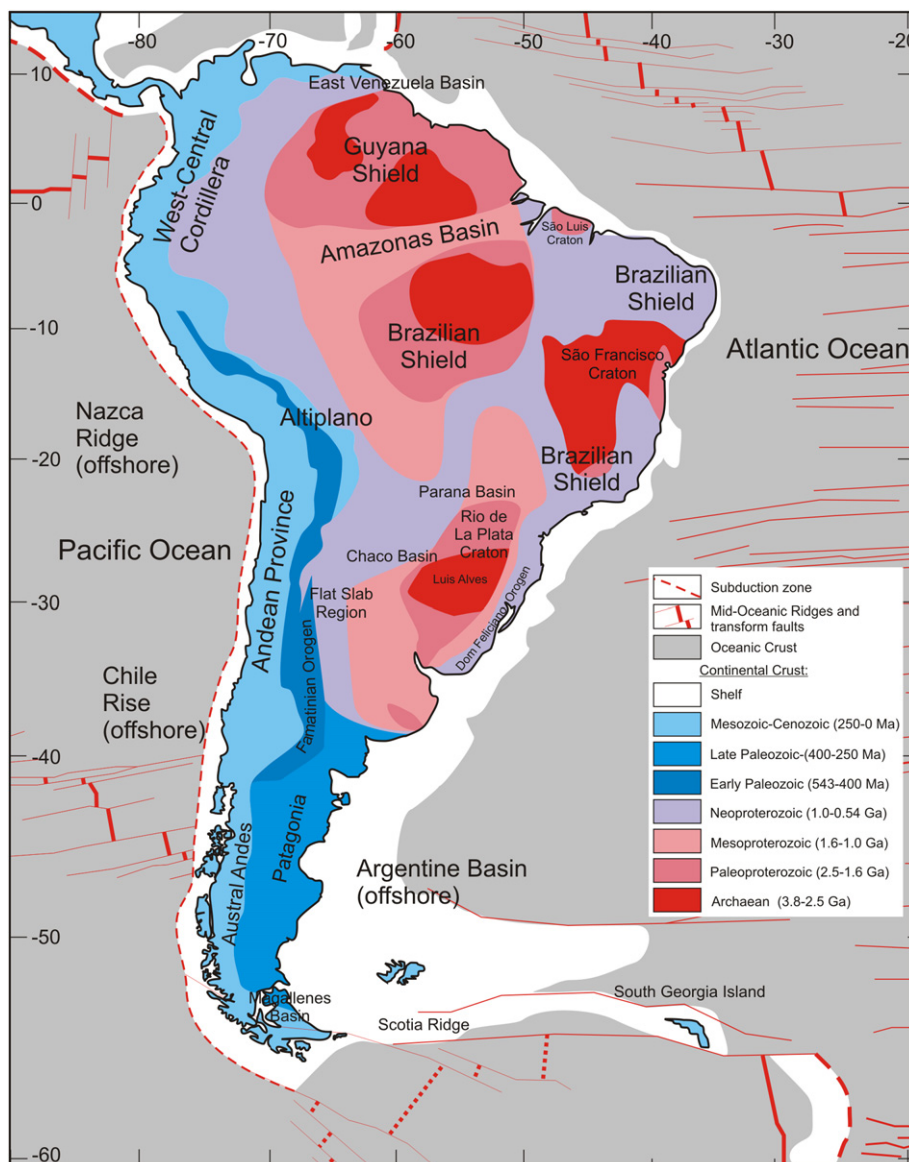 -80 -70 -60 -50 -40 -30 -20
10
0
-10
-20
-30
-40
-50
-60
East Venezuela Basin
Guyana
Shield
West-Central
Cordillera
São Luis
Craton
Amazonas Basin
Brazilian
Shield
Brazilian
Shield
São Francisco
Craton
Atlantic Ocean
Nazca
Ridge
(offshore)
Altiplano
Brazilian
Shield
Parana Basin
Rio de
La Plata
Craton
Pacific Ocean
Chaco Basin
Luis Alves
Flat Slab
Region
Andean Province
Dom Feliciano Orogen
Famatinian Orogen
Chile
Rise
(offshore)
Patagonia
Austral Andes
Argentine Basin
(offshore)
Magallenes
Basin
South Georgia Island
Scotia Ridge
Subduction zone
Mid-Oceanic Ridges and
transform faults
Oceanic Crust
Continental Crust:
Shelf
Mesozoic-Cenozoic (250-0 Ma)
Late Paleozoic-(400-250 Ma)
Early Paleozoic (543-400 Ma)
Neoproterozoic (1.0-0.54 Ga)
Mesoproterozoic (1.6-1.0 Ga)
Paleoproterozoic (2.5-1.6 Ga)
Archaean (3.8-2.5 Ga)